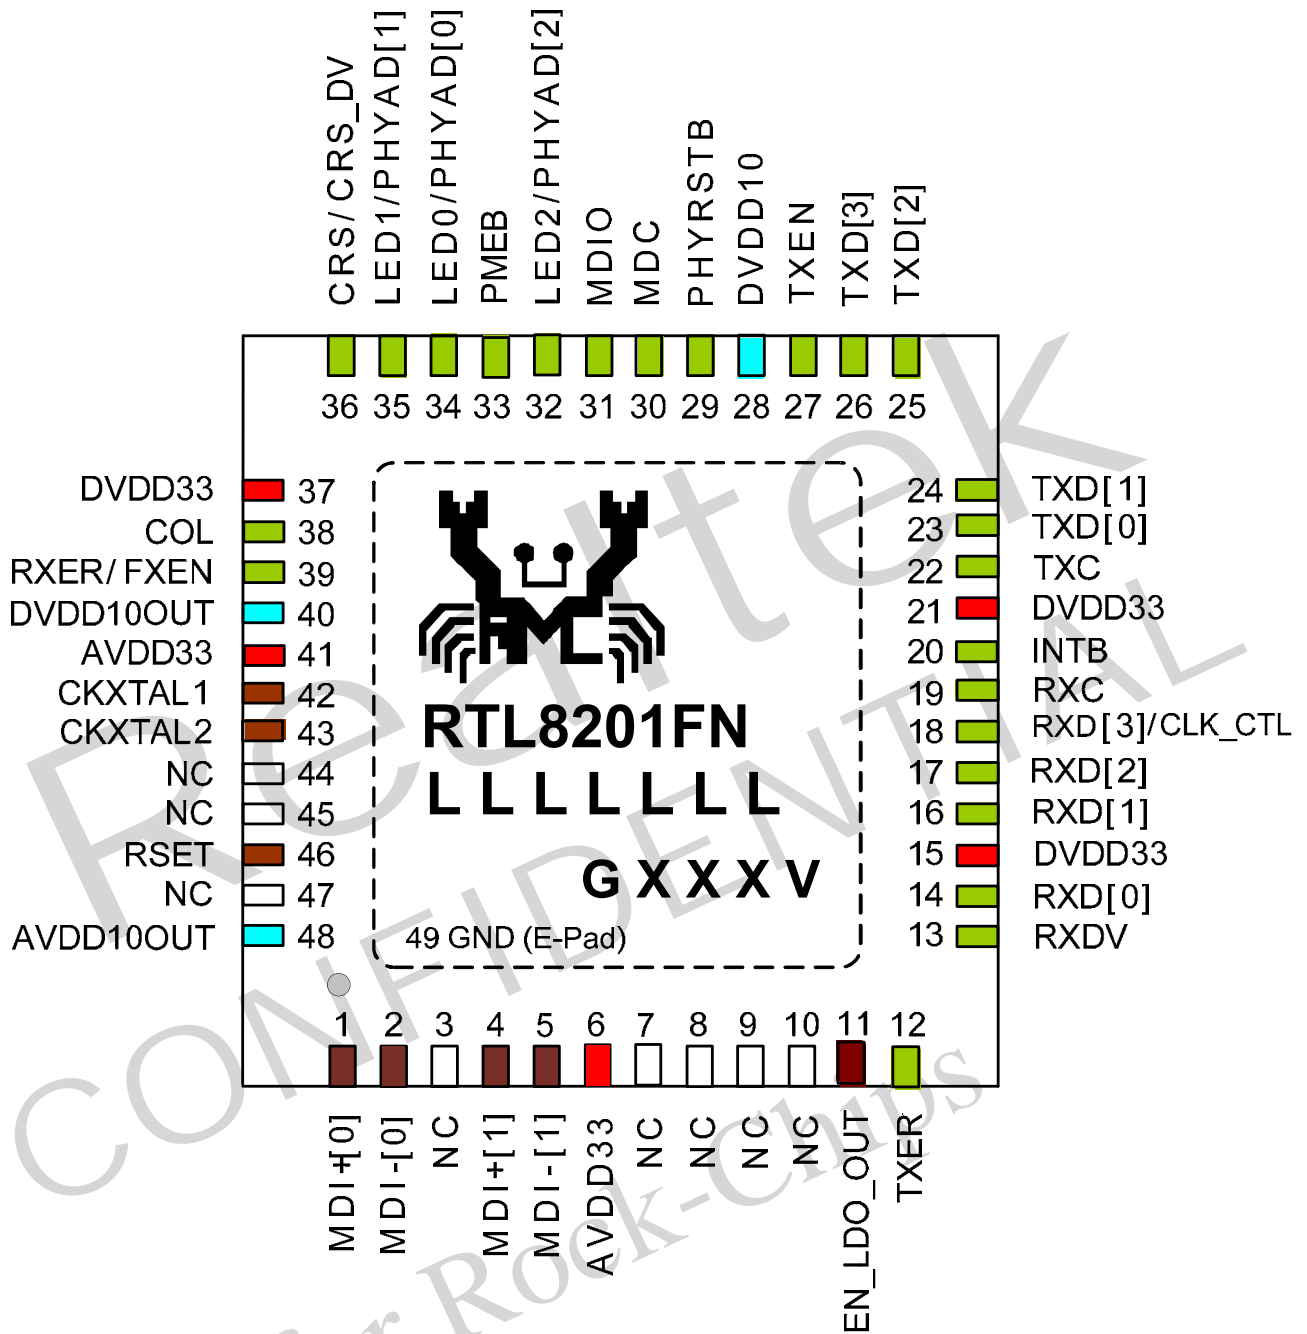 CRS/CRS_DV
LED1/PHYAD[1]
LED0/PHYAD[0]
PMEB
LED2/PHYAD[2]
MDIO
MDC
PHYRSTB
DVDD10
TXEN
TXD[3]
TXD[2]
36 35 34 33 32 31 30 29 28 27 26 25
DVDD33 37
COL 38
RXER/FXEN 39
DVDD10OUT 40
AVDD33 41
CKXTAL1 42
CKXTAL2 43
NC 44
NC 45
RSET 46
NC 47
AVDD10OUT 48
24 TXD[1]
23 TXD[0]
22 TXC
21 DVDD33
20 INTB
19 RXC
18 RXD[3]/CLK_CTL
17 RXD[2]
16 RXD[1]
15 DVDD33
14 RXD[0]
13 RXDV
RTL8201FN
LLLLLLL
GXXXV
49 GND (E-Pad)
1 2 3 4 5 6 7 8 9 10 11 12
MDI+[0]
MDI-[0]
NC
MDI+[1]
MDI-[1]
AVDD33
NC
NC
NC
NC
EN_LDO_OUT
TXER
Realtek
CONFIDENTIAL
for Rock-Chips